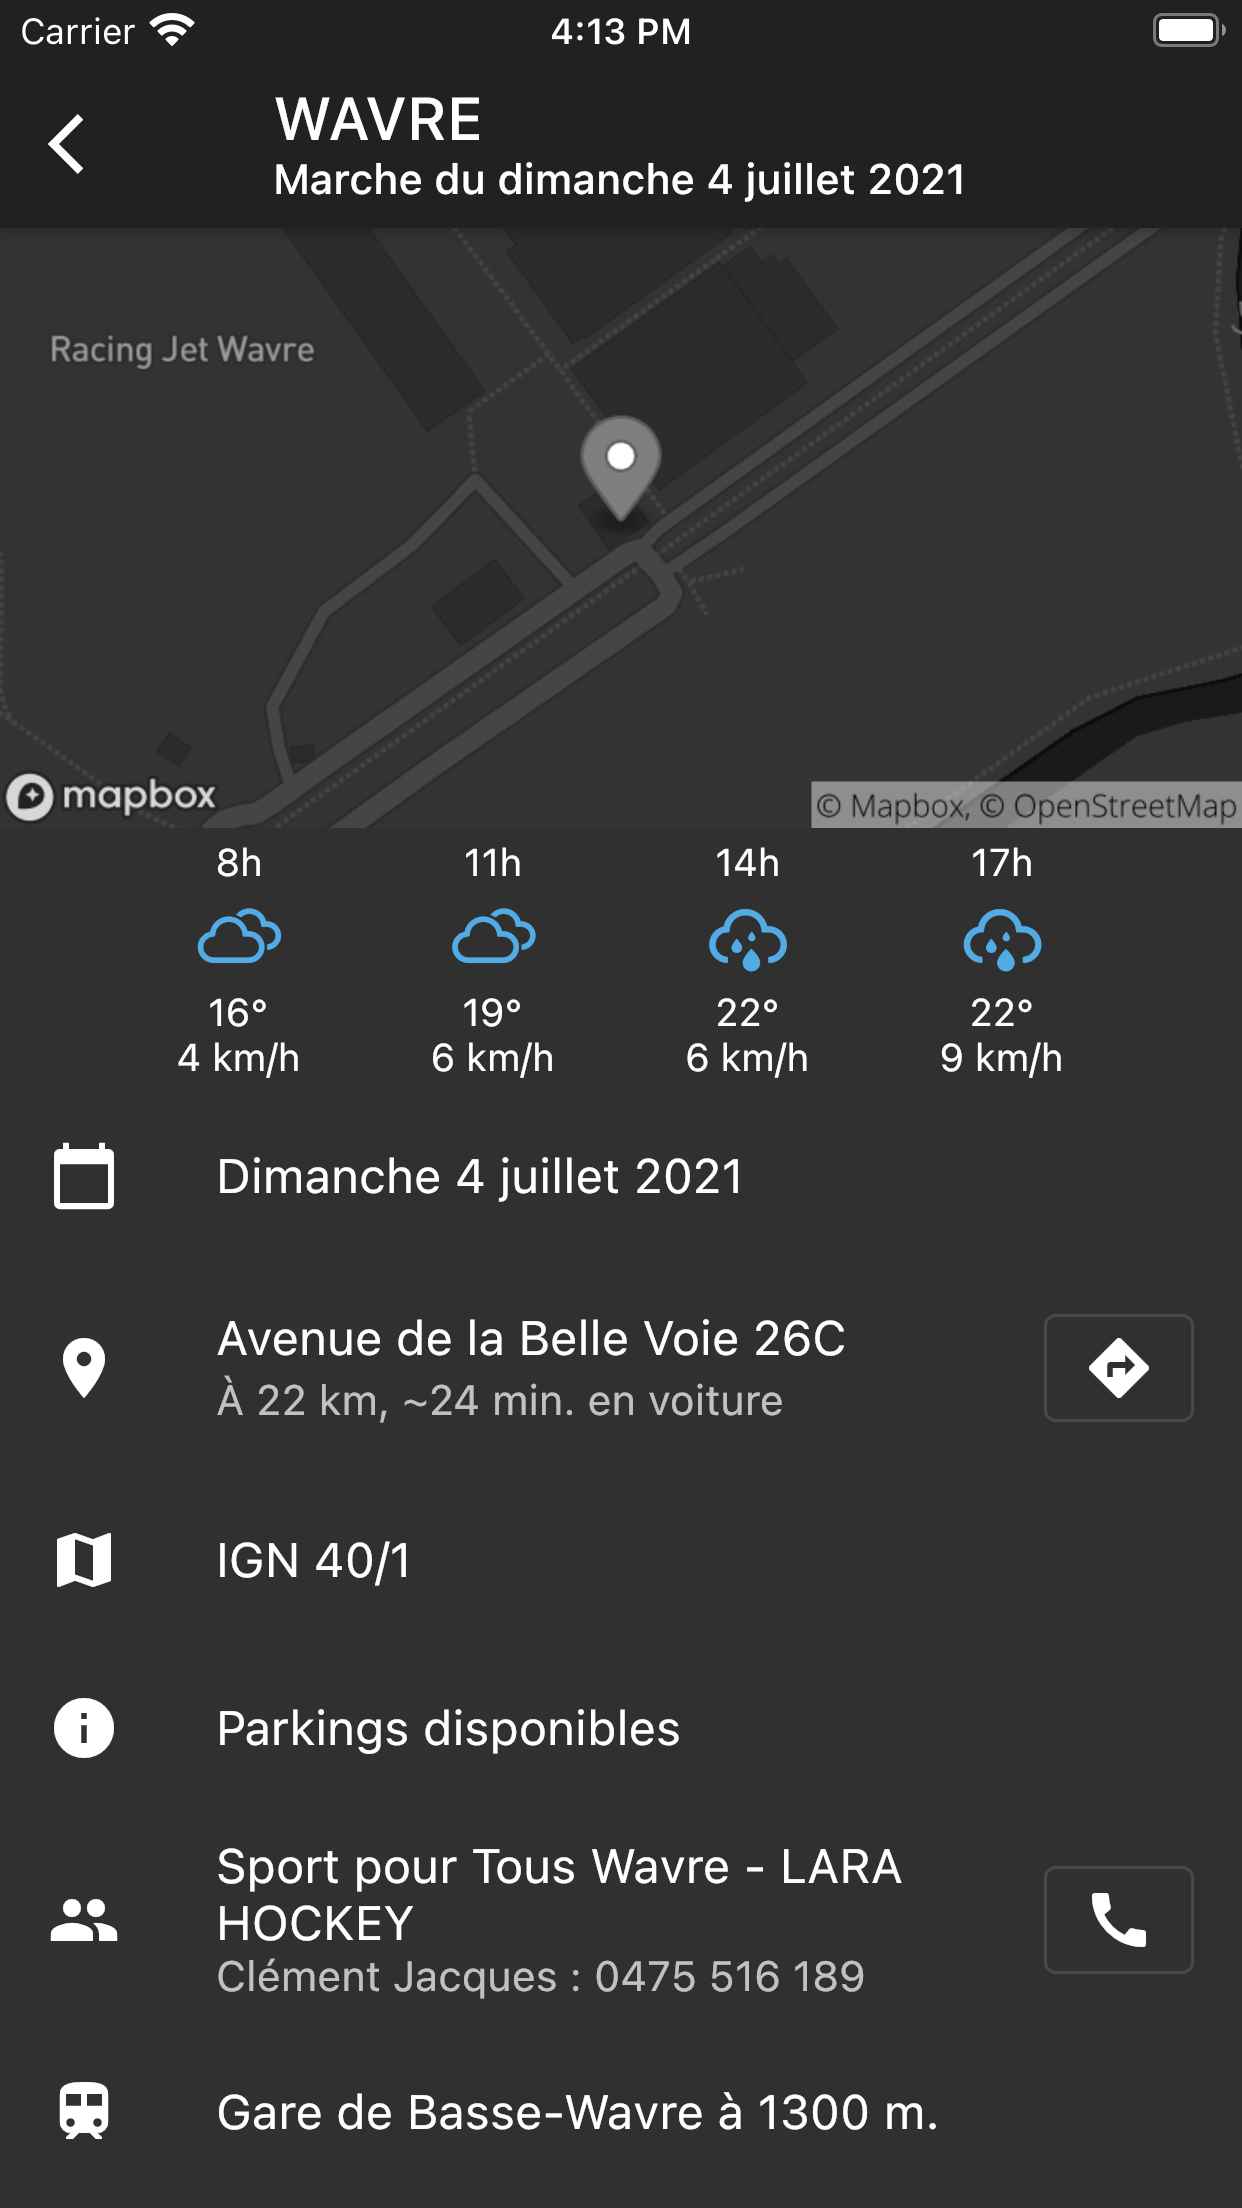 Carrier
4:13 PM
WAVRE
Marche du dimanche 4 juillet 2021
Racing Jet Wavre
mapbox
© Mapbox, © OpenStreetMap
8h 11h 14h 17h
16° 19° 22° 22°
4 km/h 6 km/h 6 km/h 9 km/h
Dimanche 4 juillet 2021
Avenue de la Belle Voie 26C
À 22 km, ~24 min. en voiture
IGN 40/1
Parkings disponibles
Sport pour Tous Wavre - LARA
HOCKEY
Clément Jacques : 0475 516 189
Gare de Basse-Wavre à 1300 m.